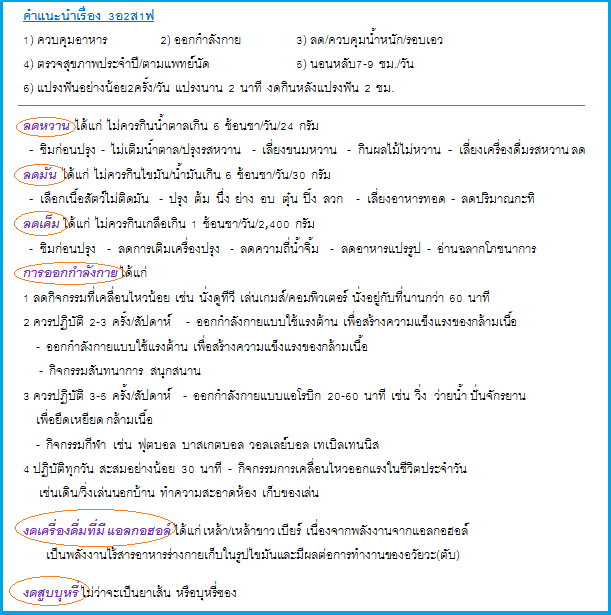 คำแนะนำเรื่อง 3อ2ส1ฟ
1) ควบคุมอาหาร 2) ออกกำลังกาย 3) ลด/ควบคุมน้ำหนัก/รอบเอว
4) ตรวจสุขภาพประจำปี/ตามแพทย์นัด 5) นอนหลับ7-9 ชม./วัน
6) แปรงฟันอย่างน้อย2ครั้ง/วัน แปรงนาน 2 นาที งดกินหลังแปรงฟัน 2 ชม.
ลดหวาน ได้แก่ ไม่ควรกินน้ำตาลเกิน 6 ช้อนชา/วัน/24 กรัม
- ชิมก่อนปรุง - ไม่เติมน้ำตาล/ปรุงรสหวาน - เลี่ยงขนมหวาน - กินผลไม้ไม่หวาน - เลี่ยงเครื่องดื่มรสหวาน ลด
ลดมัน ได้แก่ ไม่ควรกินไขมัน/น้ำมันเกิน 6 ช้อนชา/วัน/30 กรัม
- เลือกเนื้อสัตว์ไม่ติดมัน - ปรุง ต้ม นึ่ง ย่าง อบ ตุ๋น ปิ้ง ลวก - เลี่ยงอาหารทอด - ลดปริมาณกะทิ
ลดเค็ม ได้แก่ ไม่ควรกินเกลือเกิน 1 ช้อนชา/วัน/2,400 กรัม
- ชิมก่อนปรุง - ลดการเติมเครื่องปรุง - ลดความถี่น้ำจิ้ม - ลดอาหารแปรรูป - อ่านฉลากโภชนาการ
การออกกำลังกาย ได้แก่
1 ลดกิจกรรมที่เคลื่อนไหวน้อย เช่น นั่งดูทีวี เล่นเกมส์/คอมพิวเตอร์ นั่งอยู่กับที่นานกว่า 60 นาที
2 ควรปฏิบัติ 2-3 ครั้ง/สัปดาห์ - ออกกำลังกายแบบใช้แรงต้าน เพื่อสร้างความแข็งแรงของกล้ามเนื้อ
- ออกกำลังกายแบบใช้แรงต้าน เพื่อสร้างความแข็งแรงของกล้ามเนื้อ
- กิจกรรมสันทนาการ สนุกสนาน
3 ควรปฏิบัติ 3-5 ครั้ง/สัปดาห์ - ออกกำลังกายแบบแอโรบิก 20-60 นาที เช่น วิ่ง ว่ายน้ำ ปั่นจักรยาน
เพื่อยืดเหยียด กล้ามเนื้อ
- กิจกรรมกีฬา เช่น ฟุตบอล บาสเกตบอล วอลเลย์บอล เทเบิลเทนนิส
4 ปฏิบัติทุกวัน สะสมอย่างน้อย 30 นาที - กิจกรรมการเคลื่อนไหวออกแรงในชีวิตประจำวัน
เช่นเดิน/วิ่งเล่นนอกบ้าน ทำความสะอาดห้อง เก็บของเล่น
งดเครื่องดื่มที่มี แอลกอฮอล์ ได้แก่ เหล้า/เหล้าขาว เบียร์ เนื่องจากพลังงานจากแอลกอฮอล์
เป็นพลังงานไร้สารอาหารร่างกายเก็บในรูปไขมันและมีผลต่อการทำงานของอวัยวะ(ตับ)
งดสูบบุหรี่ ไม่ว่าจะเป็นยาเส้น หรือบุหรี่ซอง